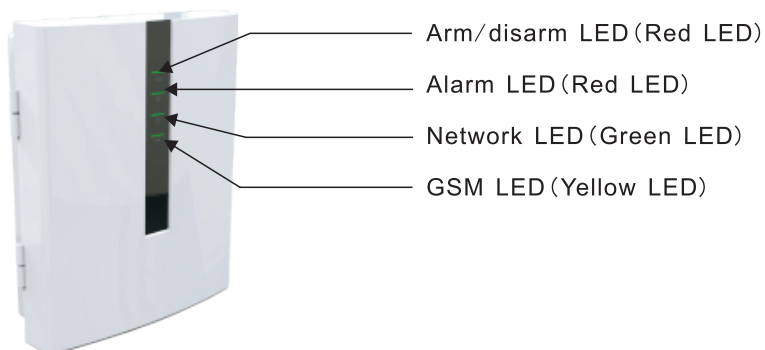 Arm/disarm LED(Red LED)
Alarm LED(Red LED)
Network LED(Green LED)
GSM LED(Yellow LED)